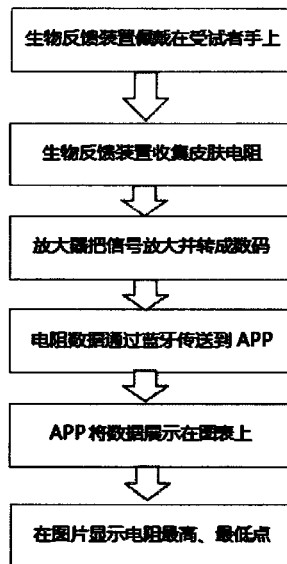 生物反馈装置佩戴在受试者手上
生物反馈装置收集皮肤电阻
放大器把信号放大并转成数码
电阻数据通过蓝牙传送到 APP
APP 将数据展示在图表上
在图片显示电阻最高、最低点